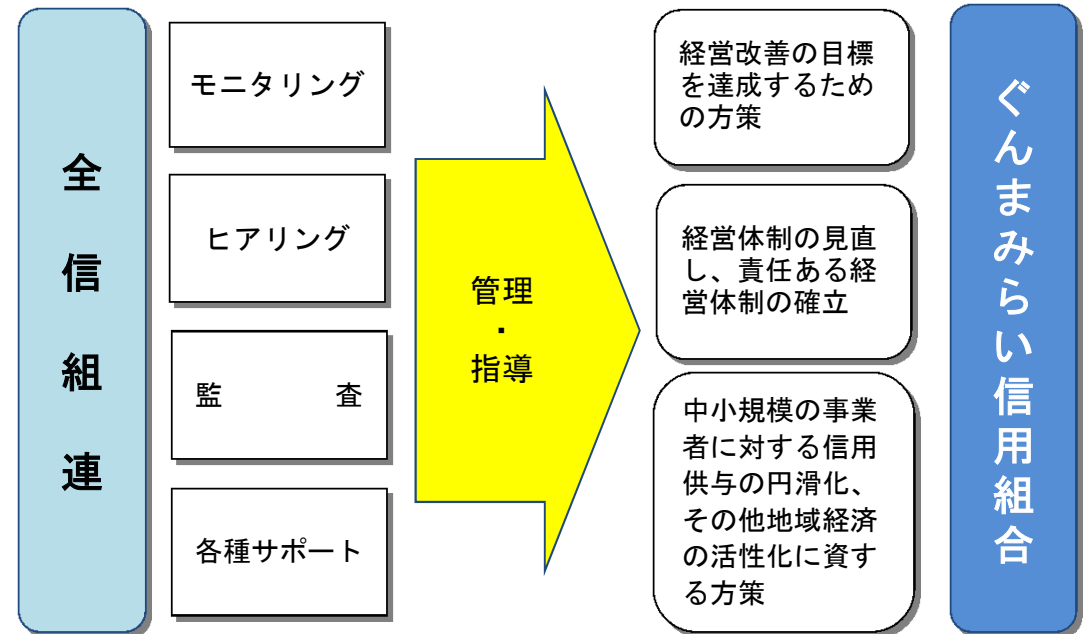 全信組連
モニタリング
ヒアリング
監　　　査
各種サポート
管理
・
指導
経営改善の目標
を達成するため
の方策
経営体制の見直
し、責任ある経
営体制の確立
中小規模の事業
者に対する信用
供与の円滑化、
その他地域経済
の活性化に資す
る方策
ぐんまみらい信用組合